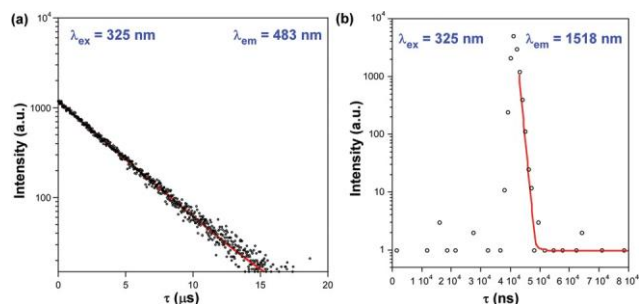 (a)
λex = 325 nm
λem = 483 nm
Intensity (a.u.)
10⁴
1000
100
0
5
10
15
20
τ (μs)
(b)
λex = 325 nm
λem = 1518 nm
Intensity (a.u.)
10⁴
1000
100
10
1
0
1 10⁴
2 10⁴
3 10⁴
4 10⁴
5 10⁴
6 10⁴
7 10⁴
8 10⁴
τ (ns)